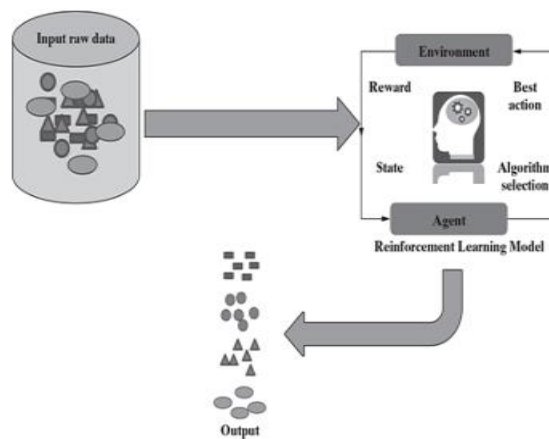 Input raw data
Environment
Reward
Best
action
State
Algorithm
selection
Agent
Reinforcement Learning Model
Output